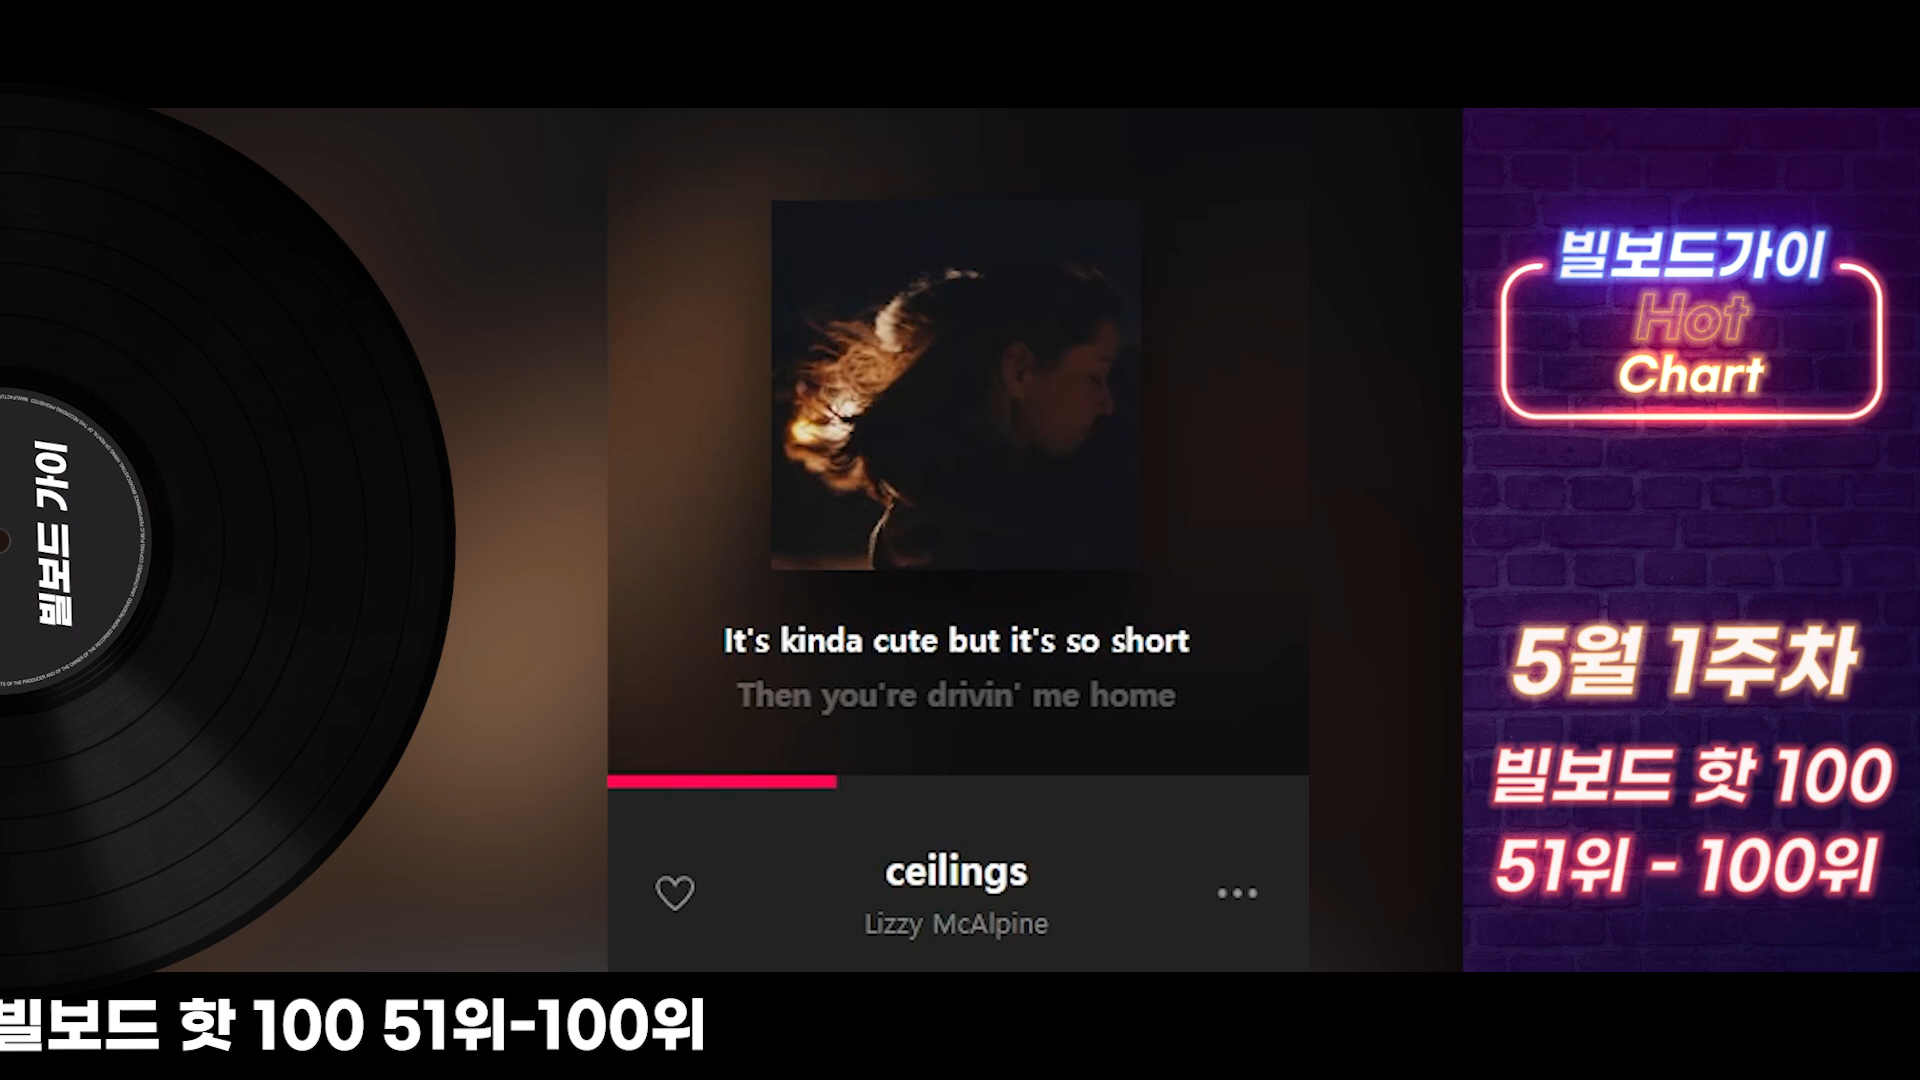 빌보드가이
It's kinda cute but it's so short
Then you're drivin' me home
ceilings
Lizzy McAlpine
빌보드가이
Hot
Chart
5월 1주차
빌보드 핫 100
51위 - 100위
빌보드 핫 100 51위-100위